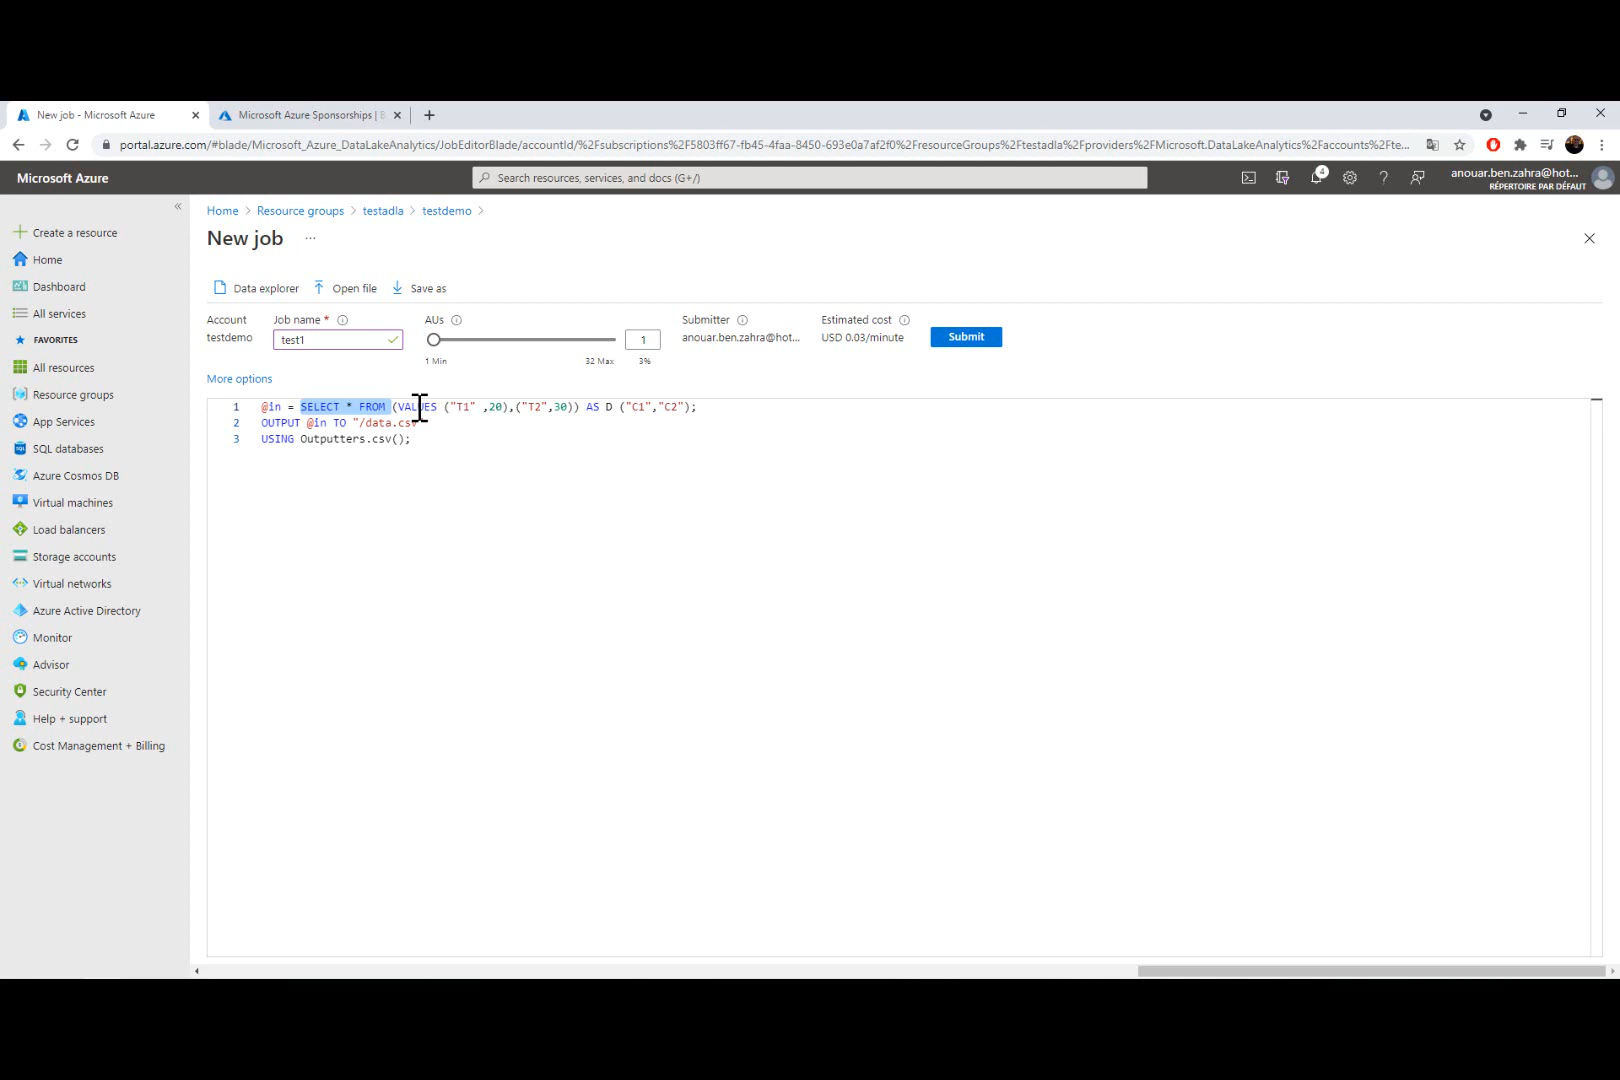 New job - Microsoft Azure
Microsoft Azure Sponsorships | B
portal.azure.com/#blade/Microsoft_Azure_DataLakeAnalytics/JobEditorBlade/accountId/%2Fsubscriptions%2F5803ff67-fb45-4faa-8450-693e0a7af2f0%2FresourceGroups%2Ftestadla%2Fproviders%2FMicrosoft.DataLakeAnalytics%2Faccounts%2Fte...
Microsoft Azure
Search resources, services, and docs (G+/)
4
anouar.ben.zahra@hot...
RÉPERTOIRE PAR DÉFAUT
Create a resource
Home
Dashboard
All services
FAVORITES
All resources
Resource groups
App Services
SQL databases
Azure Cosmos DB
Virtual machines
Load balancers
Storage accounts
Virtual networks
Azure Active Directory
Monitor
Advisor
Security Center
Help + support
Cost Management + Billing
Home > Resource groups > testadla > testdemo >
New job ...
Data explorer Open file Save as
Account Job name * AUs Submitter Estimated cost
testdemo test1 1 anouar.ben.zahra@hot... USD 0.03/minute Submit
1 Min 32 Max 3%
More options
1 @in = SELECT * FROM (VALUES ("T1" ,20),("T2",30)) AS D ("C1","C2");
2 OUTPUT @in TO "/data.csv"
3 USING Outputters.csv();